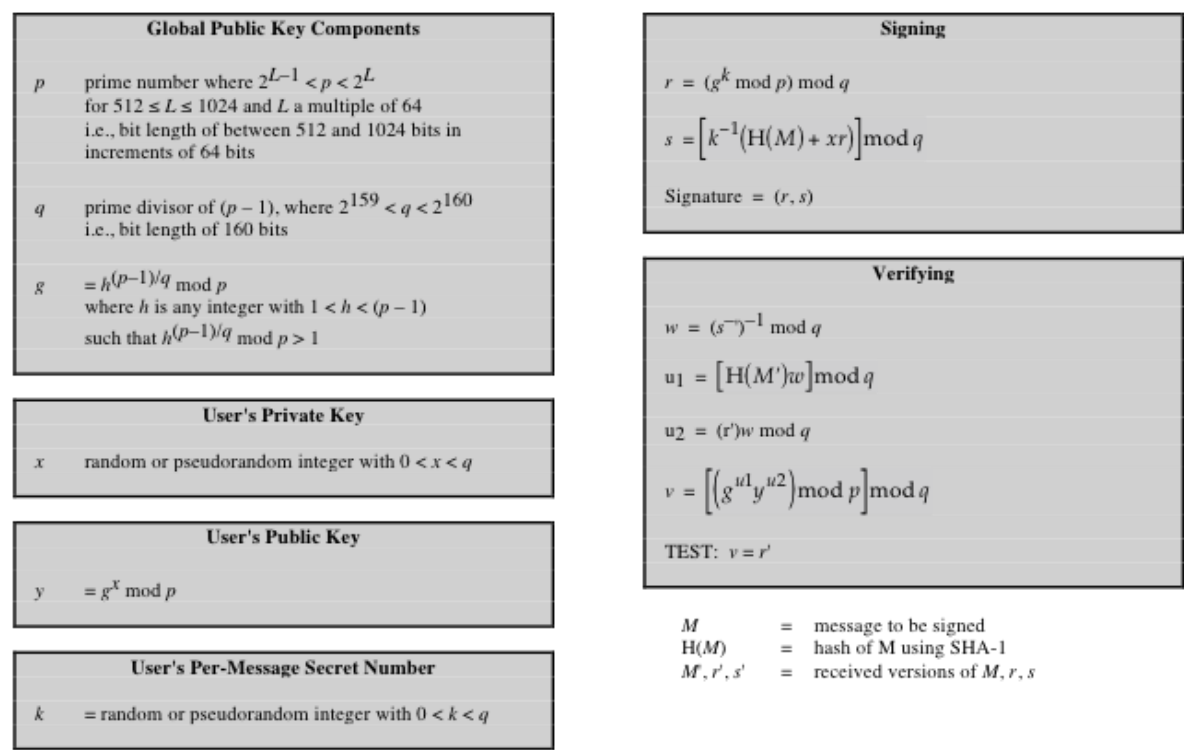 Global Public Key Components
p prime number where 2^{L–1} < p < 2^{L}
for 512 ≤ L ≤ 1024 and L a multiple of 64
i.e., bit length of between 512 and 1024 bits in
increments of 64 bits
q prime divisor of (p – 1), where 2^{159} < q < 2^{160}
i.e., bit length of 160 bits
g = h^{(p–1)/q} mod p
where h is any integer with 1 < h < (p – 1)
such that h^{(p–1)/q} mod p > 1
User's Private Key
x random or pseudorandom integer with 0 < x < q
User's Public Key
y = g^{x} mod p
User's Per-Message Secret Number
k = random or pseudorandom integer with 0 < k < q
Signing
r = (g^{k} mod p) mod q
s = [k^{–1}(H(M) + xr)] mod q
Signature = (r, s)
Verifying
w = (s)^{–1} mod q
u1 = [H(M')w] mod q
u2 = (r')w mod q
v = [(g^{u1}y^{u2}) mod p] mod q
TEST: v = r'
M = message to be signed
H(M) = hash of M using SHA-1
M', r', s' = received versions of M, r, s